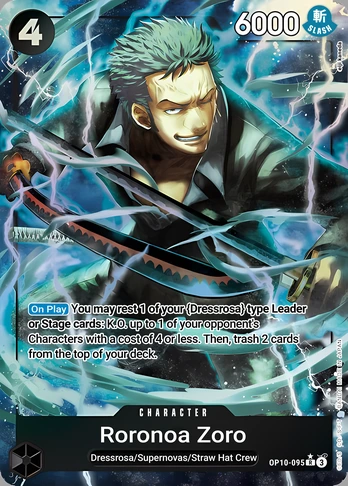 4
6000
斬
SLASH
On Play You may rest 1 of your {Dressrosa} type Leader
or Stage cards: K.O. up to 1 of your opponent's
Characters with a cost of 4 or less. Then, trash 2 cards
from the top of your deck.
CHARACTER
Roronoa Zoro
Dressrosa/Supernovas/Straw Hat Crew
OP10-095 R 3